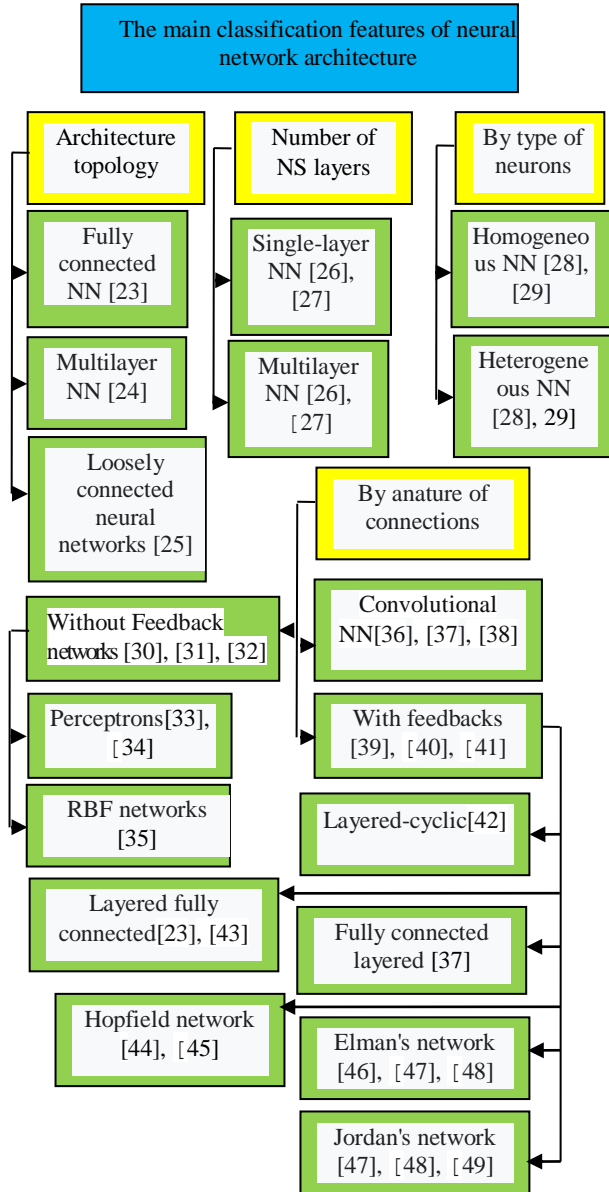 The main classification features of neural
network architecture
Architecture
topology
Number of
NS layers
By type of
neurons
Fully
connected
NN [23]
Single-layer
NN [26],
[27]
Homogeneo
us NN [28],
[29]
Multilayer
NN [24]
Multilayer
NN [26],
[27]
Heterogene
ous NN
[28], 29]
Loosely
connected
neural
networks [25]
By anature of
connections
Without Feedback
networks [30], [31], [32]
Convolutional
NN[36], [37], [38]
Perceptrons[33],
[34]
With feedbacks
[39], [40], [41]
RBF networks
[35]
Layered-cyclic[42]
Layered fully
connected[23], [43]
Fully connected
layered [37]
Hopfield network
[44], [45]
Elman's network
[46], [47], [48]
Jordan's network
[47], [48], [49]